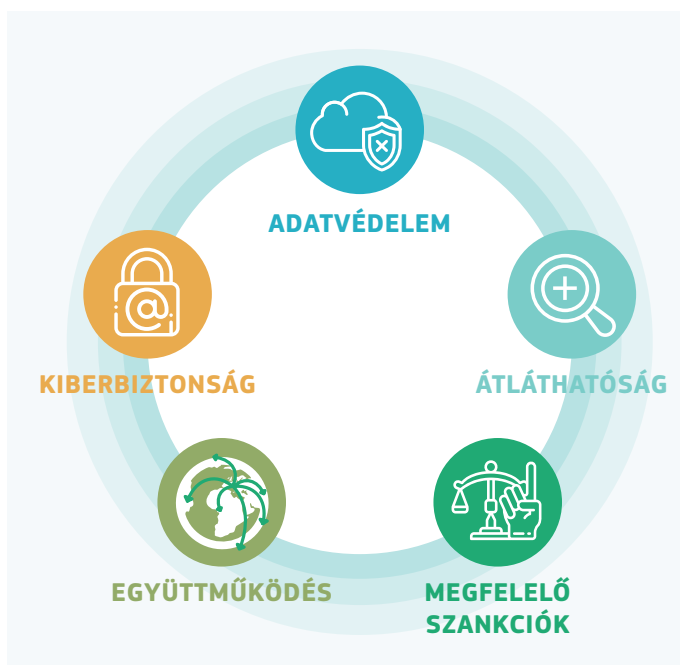 ADATVÉDELEM
KIBERBIZTONSÁG
ÁTLÁTHATÓSÁG
EGYÜTTMŰKÖDÉS
MEGFELELŐ
SZANKCIÓK